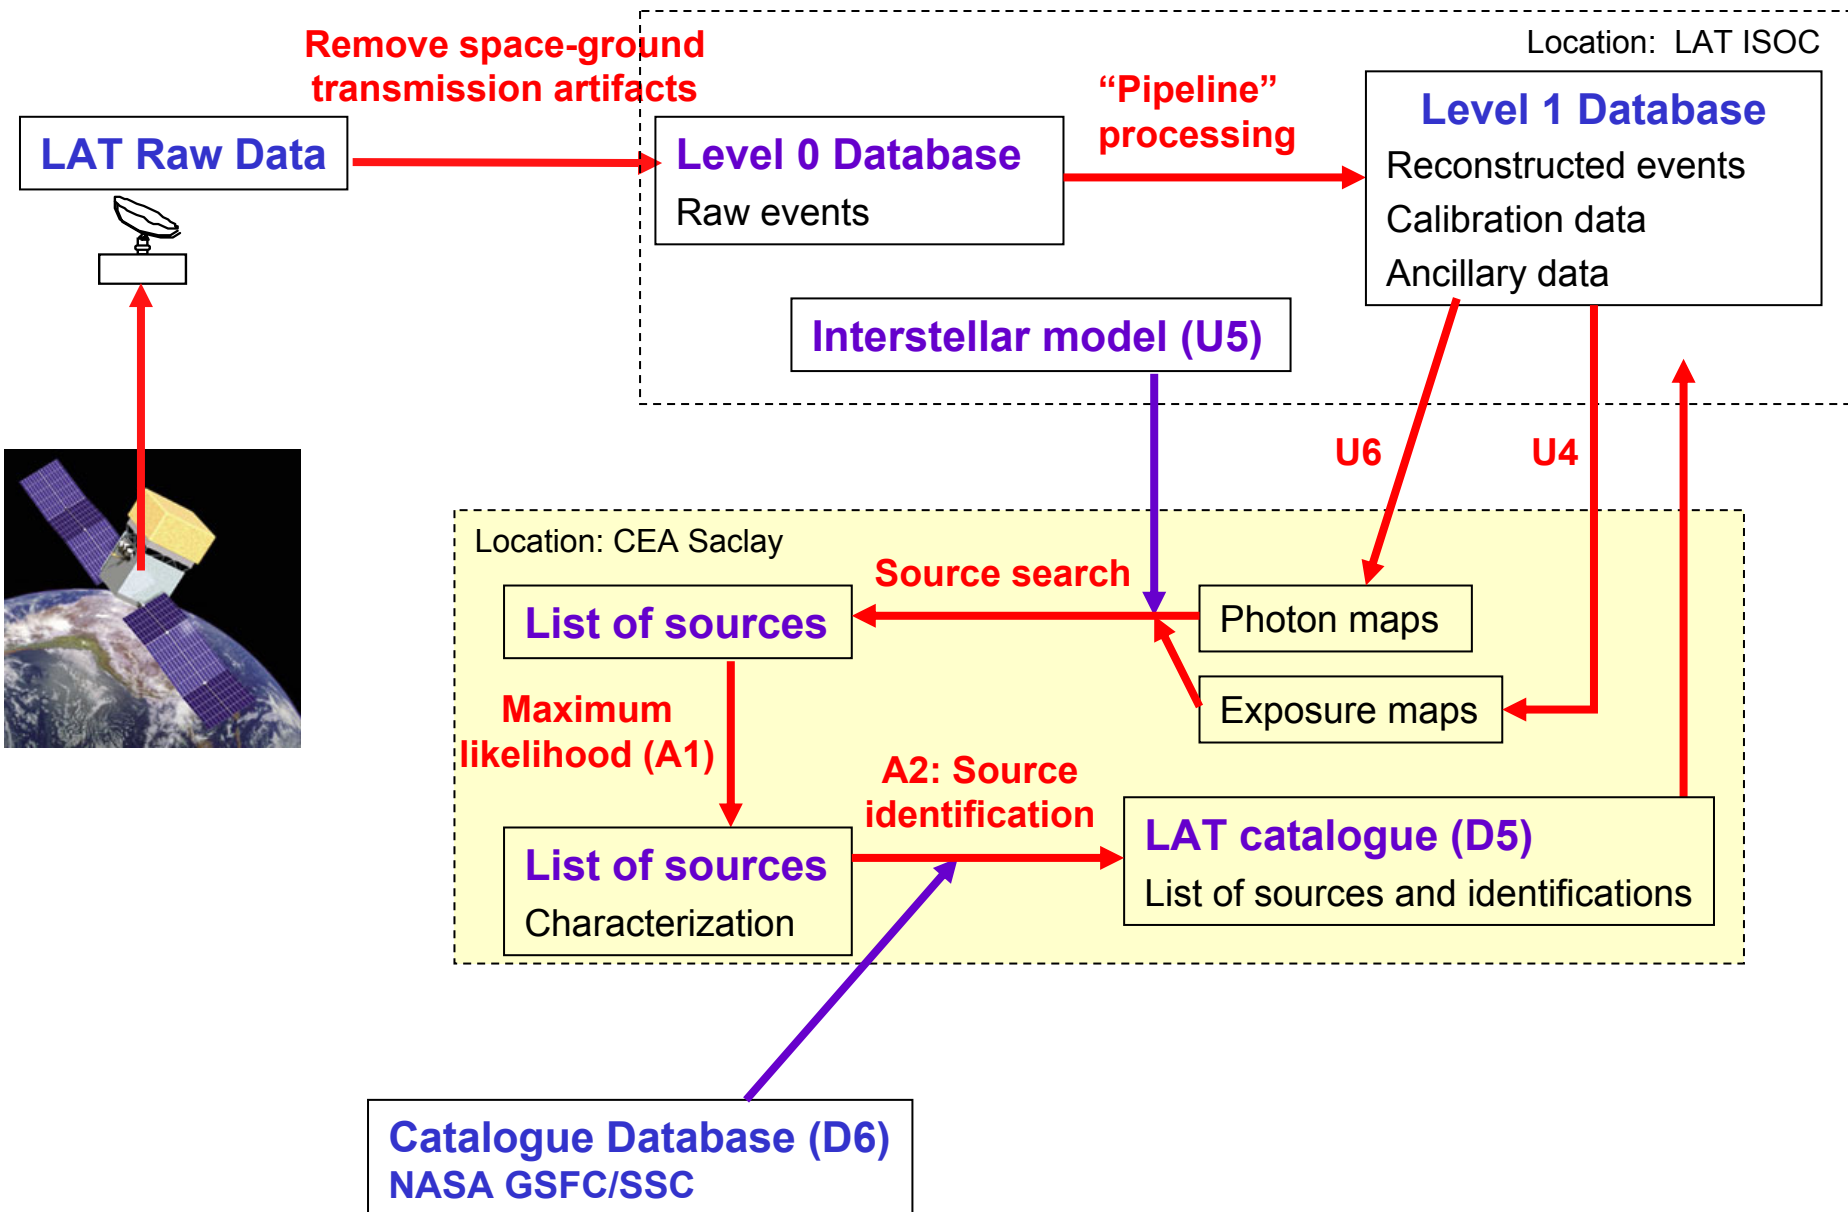 Remove space-ground
transmission artifacts
Location: LAT ISOC
LAT Raw Data
Level 0 Database
Raw events
“Pipeline”
processing
Level 1 Database
Reconstructed events
Calibration data
Ancillary data
Interstellar model (U5)
U6
U4
Location: CEA Saclay
Source search
List of sources
Photon maps
Exposure maps
Maximum
likelihood (A1)
A2: Source
identification
List of sources
Characterization
LAT catalogue (D5)
List of sources and identifications
Catalogue Database (D6)
NASA GSFC/SSC